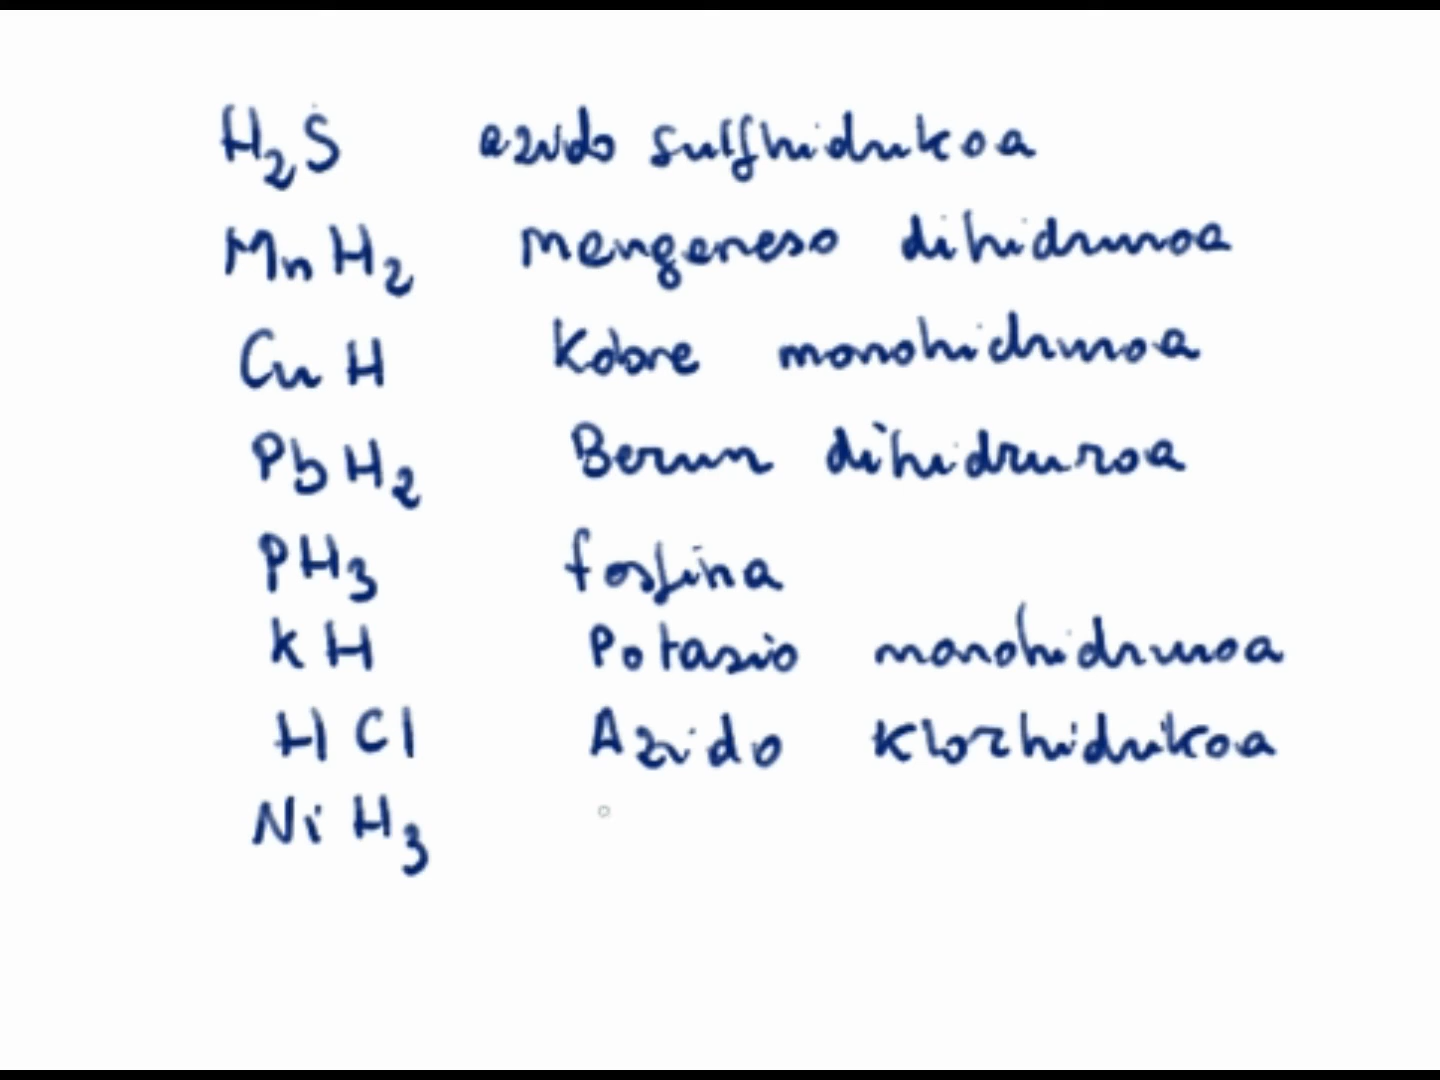 H₂S azido sulfhidrikoa
MnH₂ Mengeneso dihidruroa
CuH Kobre monohidruroa
PbH₂ Berun dihidruroa
PH₃ fosfina
KH Potasio monohidruroa
HCl Azido klorhidrikoa
NiH₃